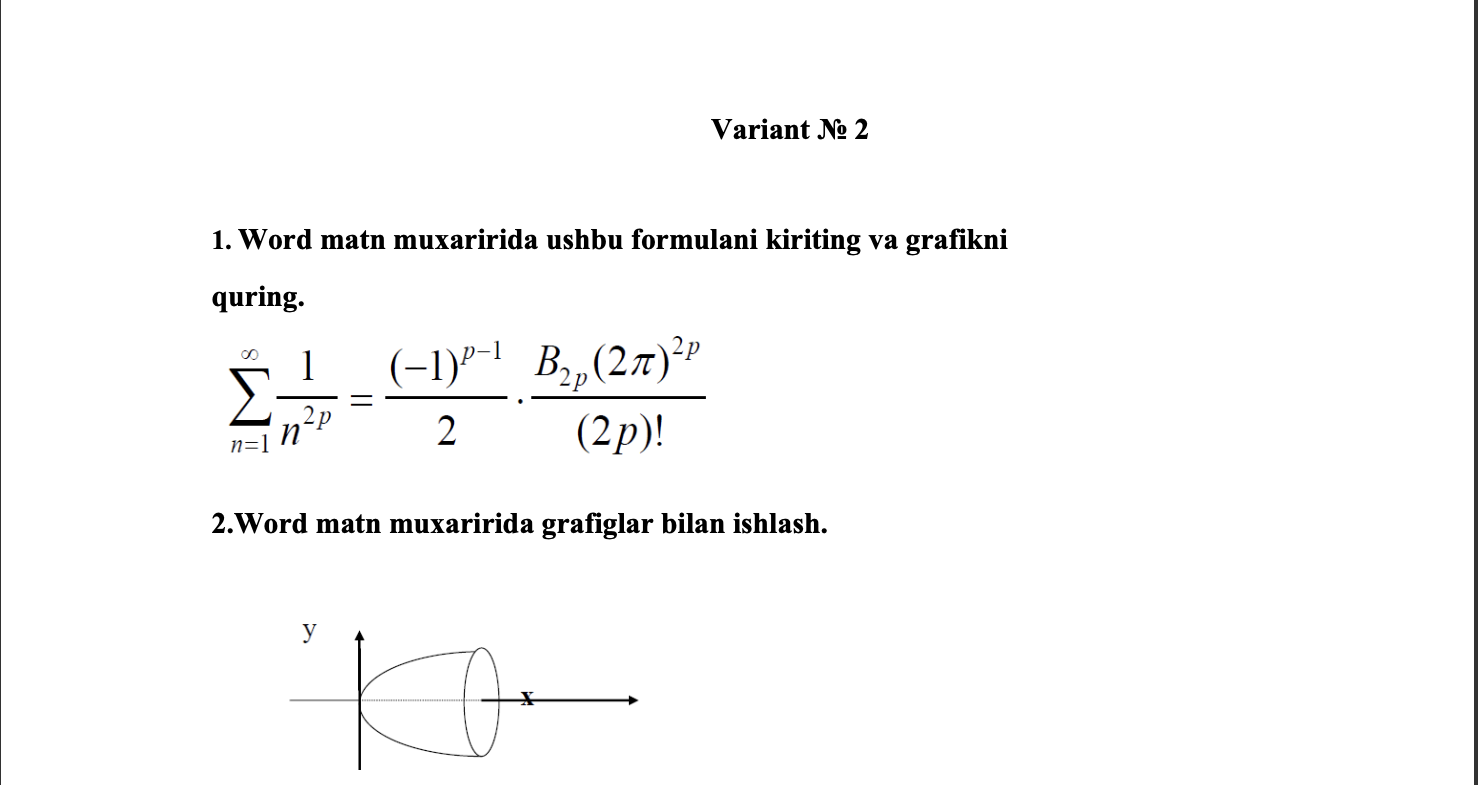 Variant № 2
1. Word matn muxaririda ushbu formulani kiriting va grafikni
quring.
$$\sum_{n=1}^{\infty} \frac{1}{n^{2p}} = \frac{(-1)^{p-1}}{2} \cdot \frac{B_{2p}(2\pi)^{2p}}{(2p)!}$$
2.Word matn muxaririda grafiglar bilan ishlash.
y
x